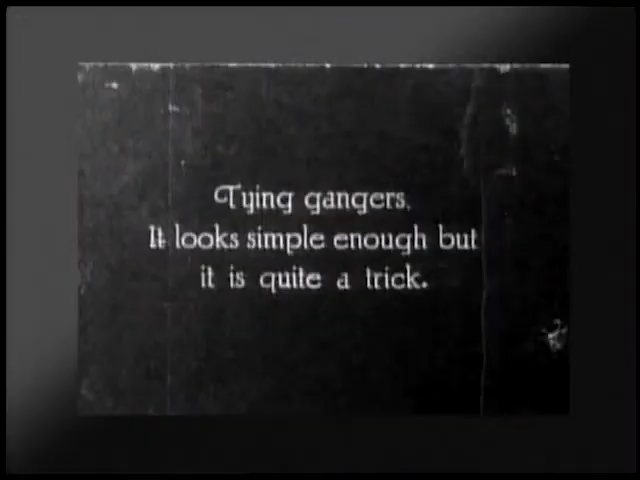 Tying gangers.
It looks simple enough but
it is quite a trick.